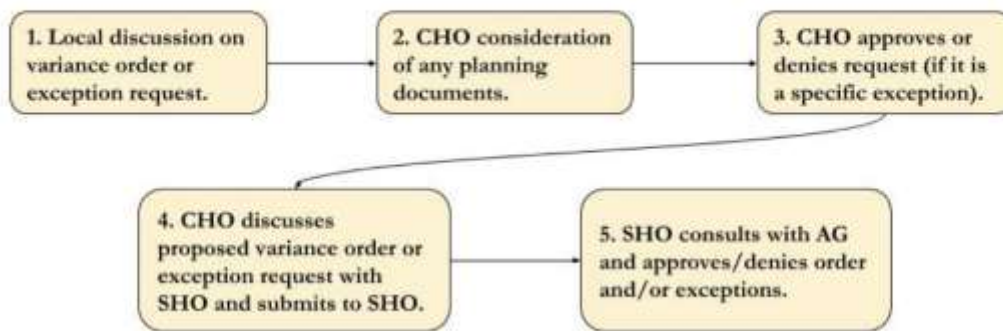 1. Local discussion on
variance order or
exception request.
2. CHO consideration
of any planning
documents.
3. CHO approves or
denies request (if it is
a specific exception).
4. CHO discusses
proposed variance order or
exception request with
SHO and submits to SHO.
5. SHO consults with AG
and approves/denies order
and/or exceptions.